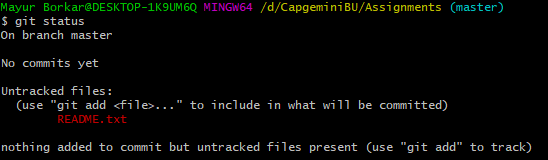 Mayur Borkar@DESKTOP-1K9UM6Q MINGW64 /d/CapgeminiBU/Assignments (master)
$ git status
On branch master
No commits yet
Untracked files:
(use "git add <file>..." to include in what will be committed)
README.txt
nothing added to commit but untracked files present (use "git add" to track)